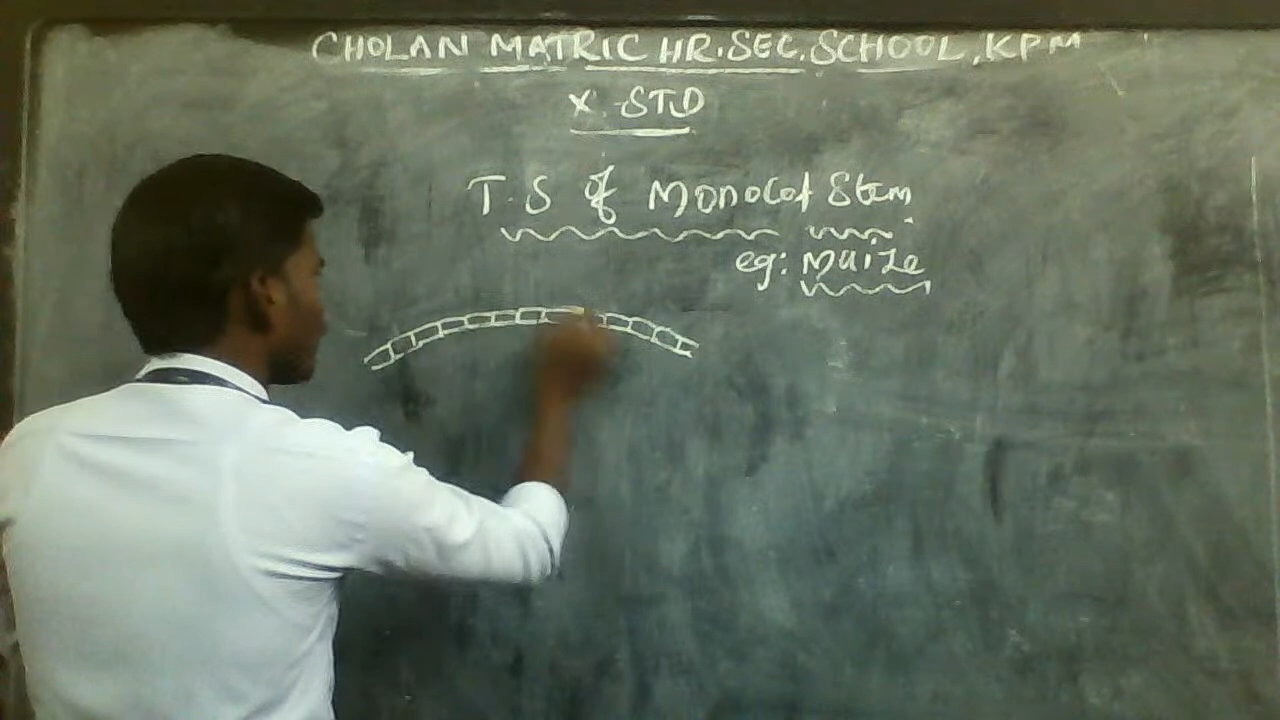 CHOLAN MATRIC HR.SEC.SCHOOL,KPM
X.STD
T.S of Monocot Stem
eg: Maize